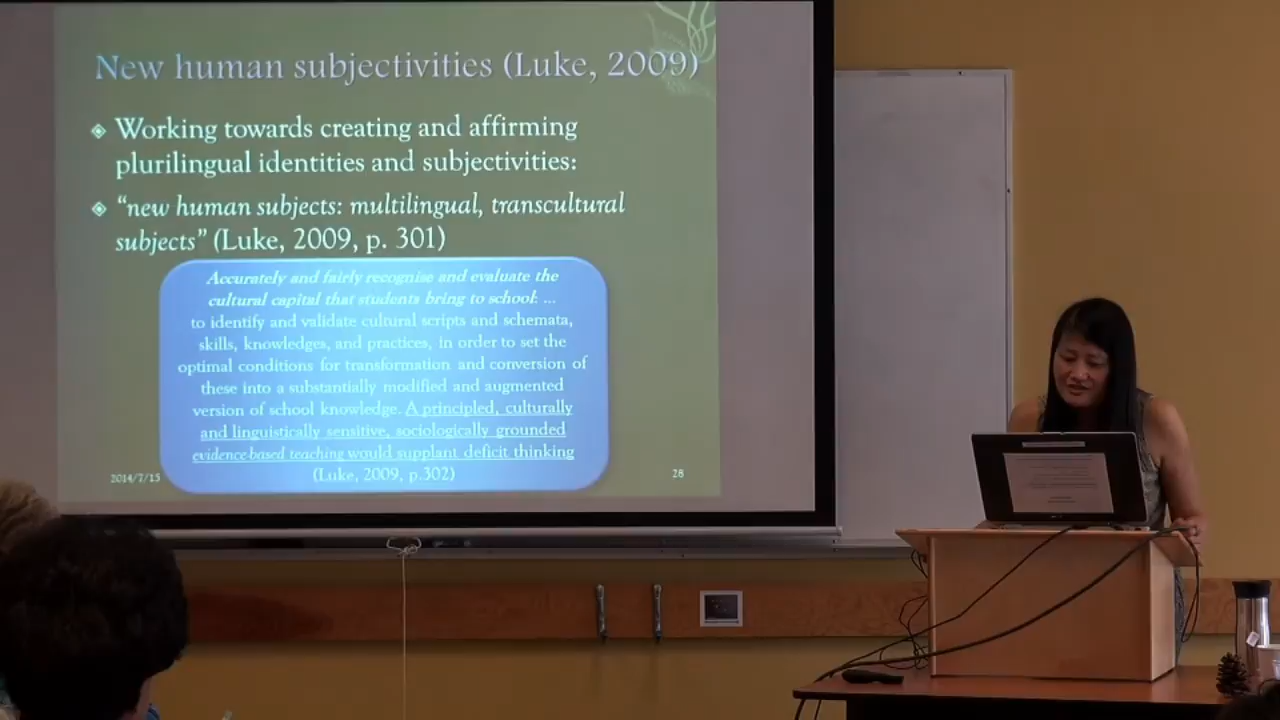 New human subjectivities (Luke, 2009)
Working towards creating and affirming
plurilingual identities and subjectivities:
“new human subjects: multilingual, transcultural
subjects” (Luke, 2009, p. 301)
Accurately and fairly recognise and evaluate the
cultural capital that students bring to school: ...
to identify and validate cultural scripts and schemata,
skills, knowledges, and practices, in order to set the
optimal conditions for transformation and conversion of
these into a substantially modified and augmented
version of school knowledge. A principled, culturally
and linguistically sensitive, sociologically grounded
evidence-based teaching would supplant deficit thinking
(Luke, 2009, p.302)
2014/7/15
28